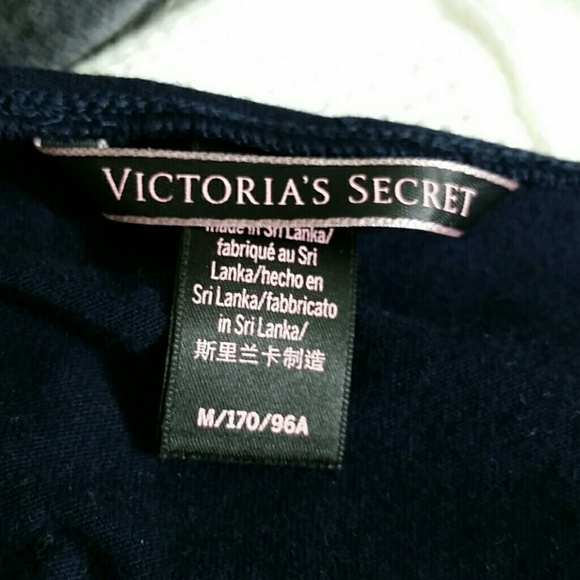 VICTORIA'S SECRET
made in Sri Lanka/
fabriqué au Sri
Lanka/hecho en
Sri Lanka/fabbricato
in Sri Lanka/
斯里兰卡制造
M/170/96A